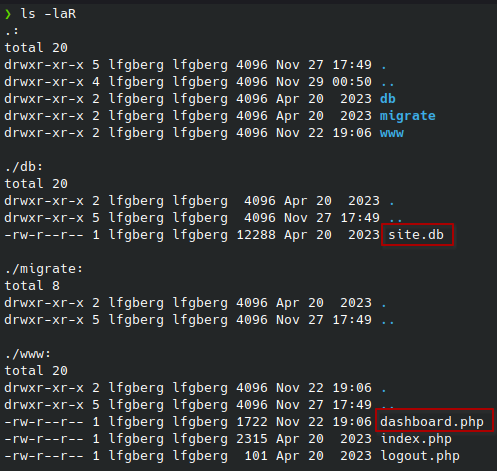 ❯ ls -laR
.:
total 20
drwxr-xr-x 5 lfgberg lfgberg 4096 Nov 27 17:49 .
drwxr-xr-x 4 lfgberg lfgberg 4096 Nov 29 00:50 ..
drwxr-xr-x 2 lfgberg lfgberg 4096 Apr 20  2023 db
drwxr-xr-x 2 lfgberg lfgberg 4096 Apr 20  2023 migrate
drwxr-xr-x 2 lfgberg lfgberg 4096 Nov 22 19:06 www

./db:
total 20
drwxr-xr-x 2 lfgberg lfgberg  4096 Apr 20  2023 .
drwxr-xr-x 5 lfgberg lfgberg  4096 Nov 27 17:49 ..
-rw-r--r-- 1 lfgberg lfgberg 12288 Apr 20  2023 site.db

./migrate:
total 8
drwxr-xr-x 2 lfgberg lfgberg 4096 Apr 20  2023 .
drwxr-xr-x 5 lfgberg lfgberg 4096 Nov 27 17:49 ..

./www:
total 20
drwxr-xr-x 2 lfgberg lfgberg 4096 Nov 22 19:06 .
drwxr-xr-x 5 lfgberg lfgberg 4096 Nov 27 17:49 ..
-rw-r--r-- 1 lfgberg lfgberg 1722 Nov 22 19:06 dashboard.php
-rw-r--r-- 1 lfgberg lfgberg 2315 Apr 20  2023 index.php
-rw-r--r-- 1 lfgberg lfgberg  101 Apr 20  2023 logout.php